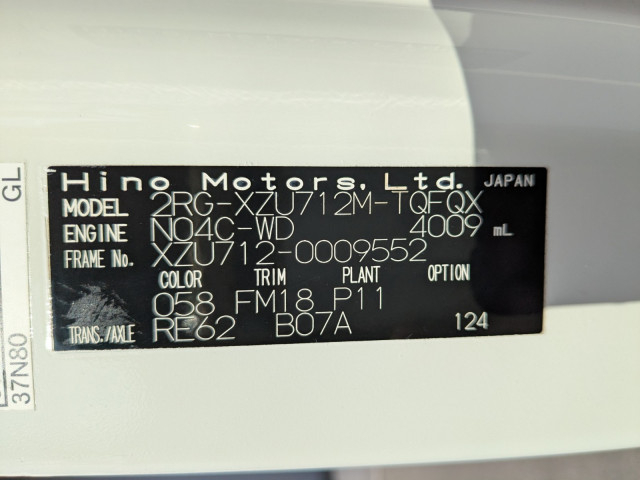 Hino Motors, Ltd. JAPAN
MODEL 2RG-XZU712M-TQFQX
ENGINE N04C-WD 4009 mL
FRAME No. XZU712-0009552
COLOR TRIM PLANT OPTION
058 FM18 P11
TRANS./AXLE RE62 B07A 124
GL
37N80